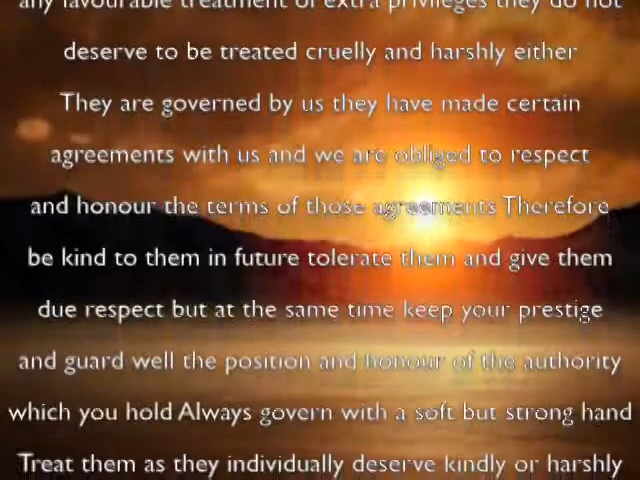 any favourable treatment or extra privileges they do not
deserve to be treated cruelly and harshly either
They are governed by us they have made certain
agreements with us and we are obliged to respect
and honour the terms of those agreements Therefore
be kind to them in future tolerate them and give them
due respect but at the same time keep your prestige
and guard well the position and honour of the authority
which you hold Always govern with a soft but strong hand
Treat them as they individually deserve kindly or harshly